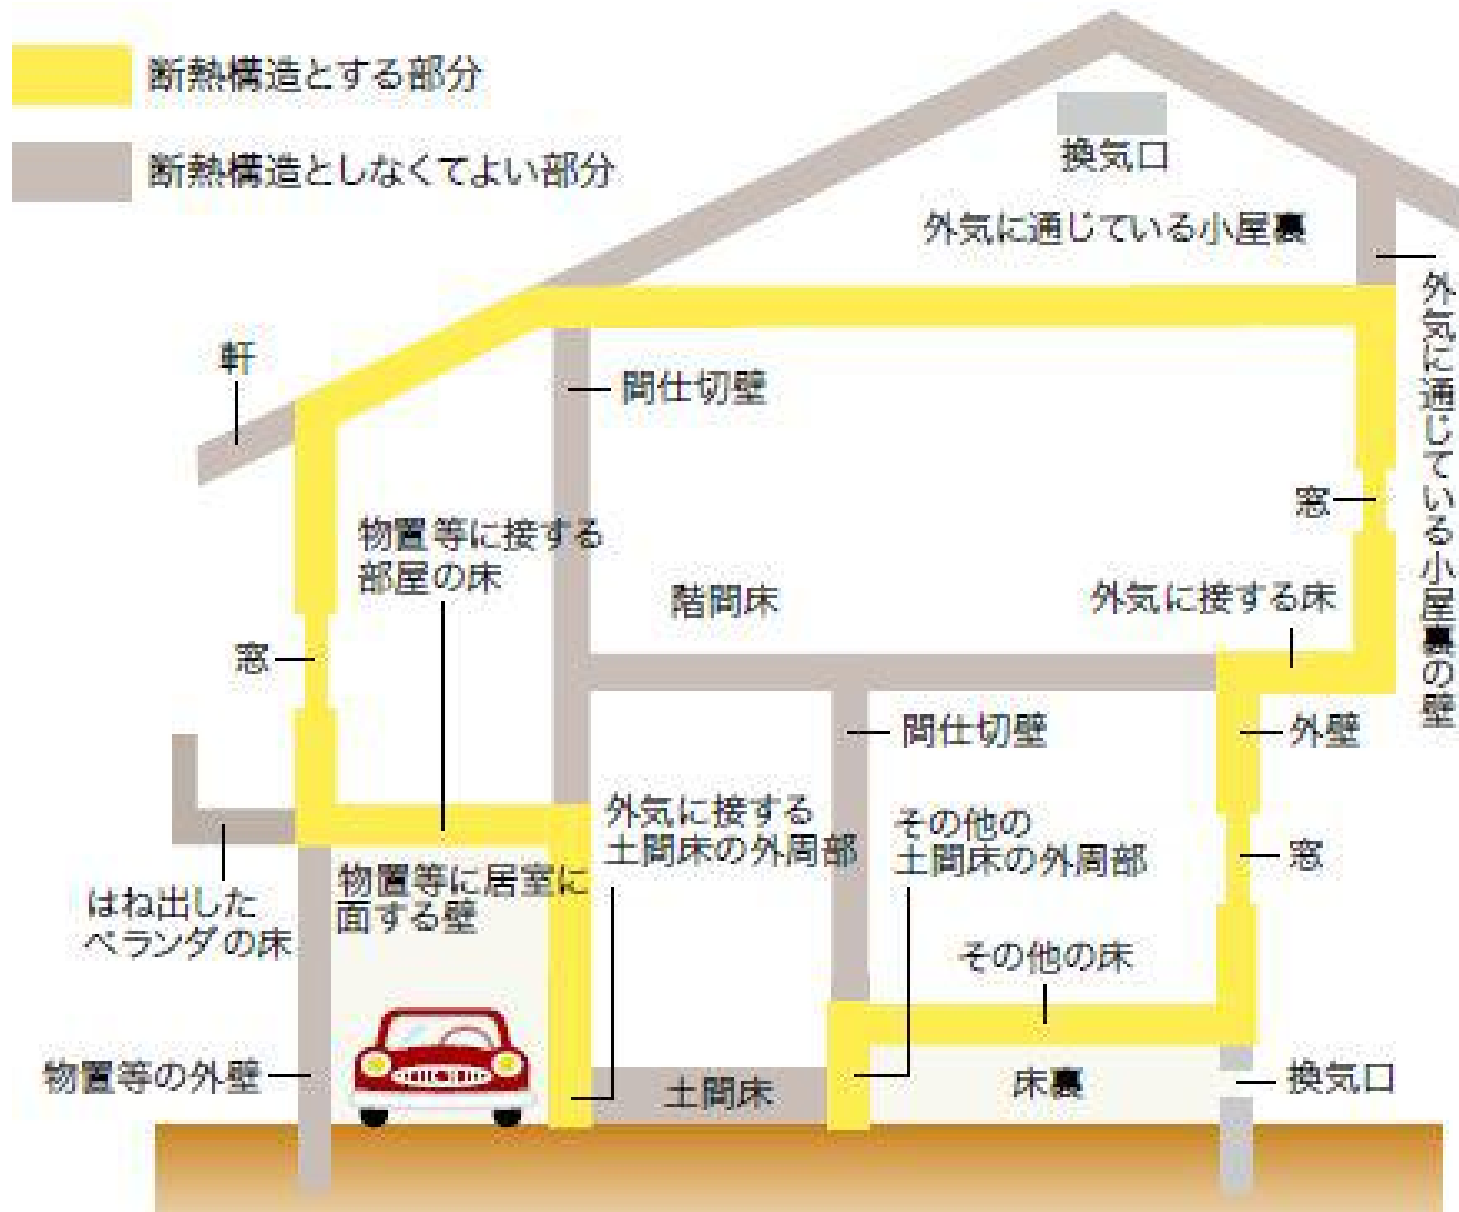 断熱構造とする部分
断熱構造としなくてよい部分
換気口
外気に通じている小屋裏
外気に通じている小屋裏の壁
軒
間仕切壁
窓
物置等に接する
部屋の床
階間床
外気に接する床
窓
間仕切壁
外壁
外気に接する
土間床の外周部
その他の
土間床の外周部
窓
物置等に居室に
面する壁
はね出した
ベランダの床
その他の床
物置等の外壁
土間床
床裏
換気口